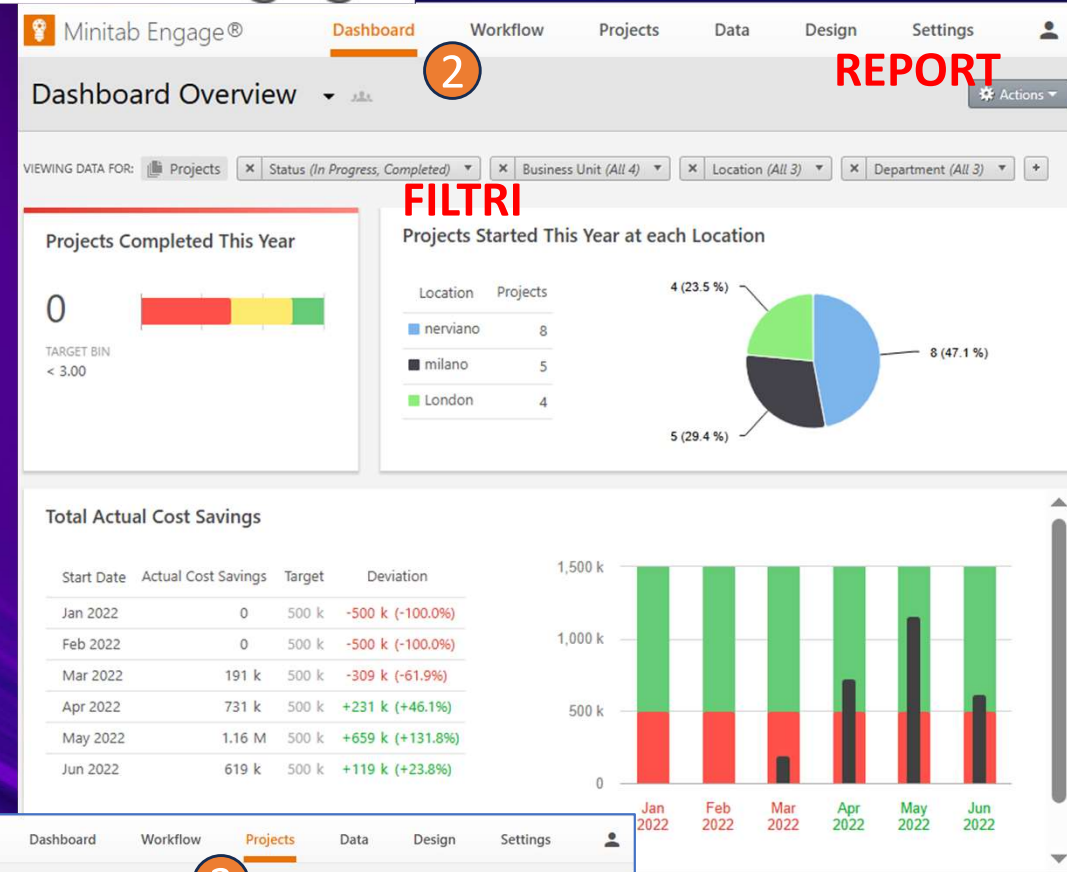 Minitab Engage®
Dashboard Workflow Projects Data Design Settings
2
REPORT
Dashboard Overview
Actions
VIEWING DATA FOR: Projects × Status (In Progress, Completed) × Business Unit (All 4) × Location (All 3) × Department (All 3) +
FILTRI
Projects Completed This Year
0
TARGET BIN
< 3.00
Projects Started This Year at each Location
Location Projects
nerviano 8
milano 5
London 4
4 (23.5 %)
8 (47.1 %)
5 (29.4 %)
Total Actual Cost Savings
Start Date Actual Cost Savings Target Deviation
Jan 2022 0 500 k -500 k (-100.0%)
Feb 2022 0 500 k -500 k (-100.0%)
Mar 2022 191 k 500 k -309 k (-61.9%)
Apr 2022 731 k 500 k +231 k (+46.1%)
May 2022 1.16 M 500 k +659 k (+131.8%)
Jun 2022 619 k 500 k +119 k (+23.8%)
1,500 k
1,000 k
500 k
0
Jan Feb Mar Apr May Jun
2022 2022 2022 2022 2022 2022
Dashboard Workflow Projects Data Design Settings